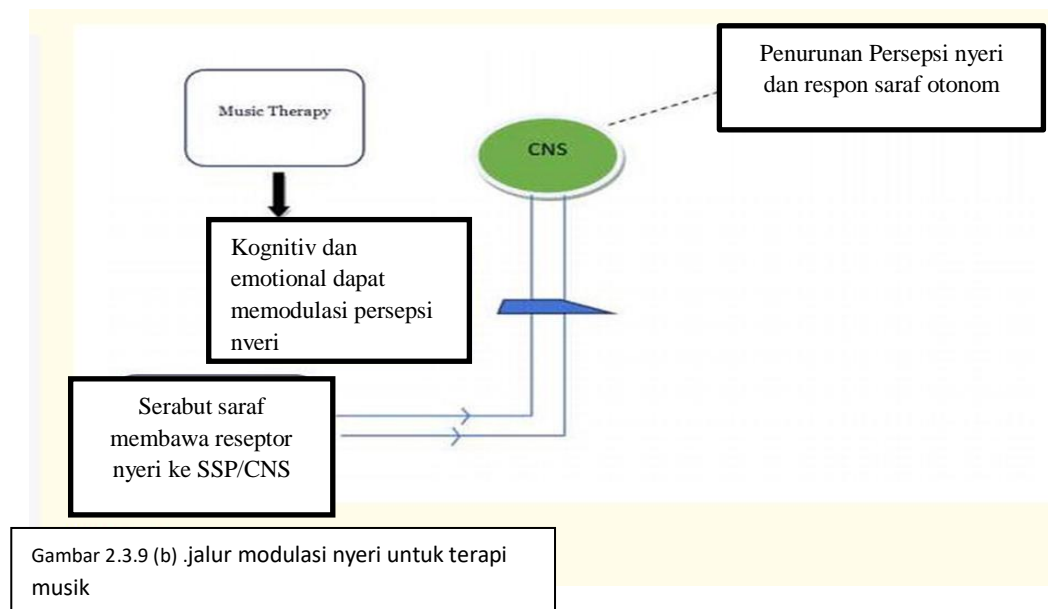 Penurunan Persepsi nyeri
dan respon saraf otonom
Music Therapy
CNS
Kognitiv dan
emotional dapat
memodulasi persepsi
nyeri
Serabut saraf
membawa reseptor
nyeri ke SSP/CNS
Gambar 2.3.9 (b) .jalur modulasi nyeri untuk terapi
musik